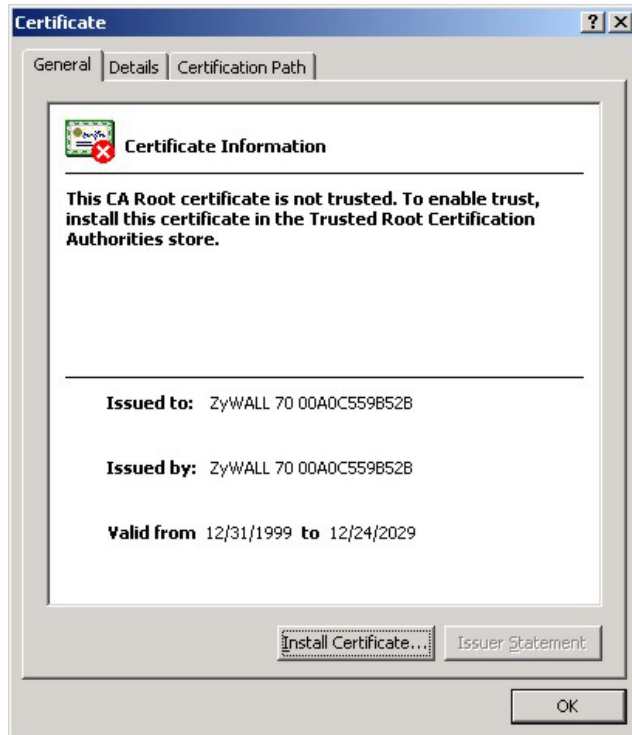 Certificate
General Details Certification Path
Certificate Information
This CA Root certificate is not trusted. To enable trust,
install this certificate in the Trusted Root Certification
Authorities store.
Issued to: ZyWALL 70 00A0C559B52B
Issued by: ZyWALL 70 00A0C559B52B
Valid from 12/31/1999 to 12/24/2029
Install Certificate... Issuer Statement
OK